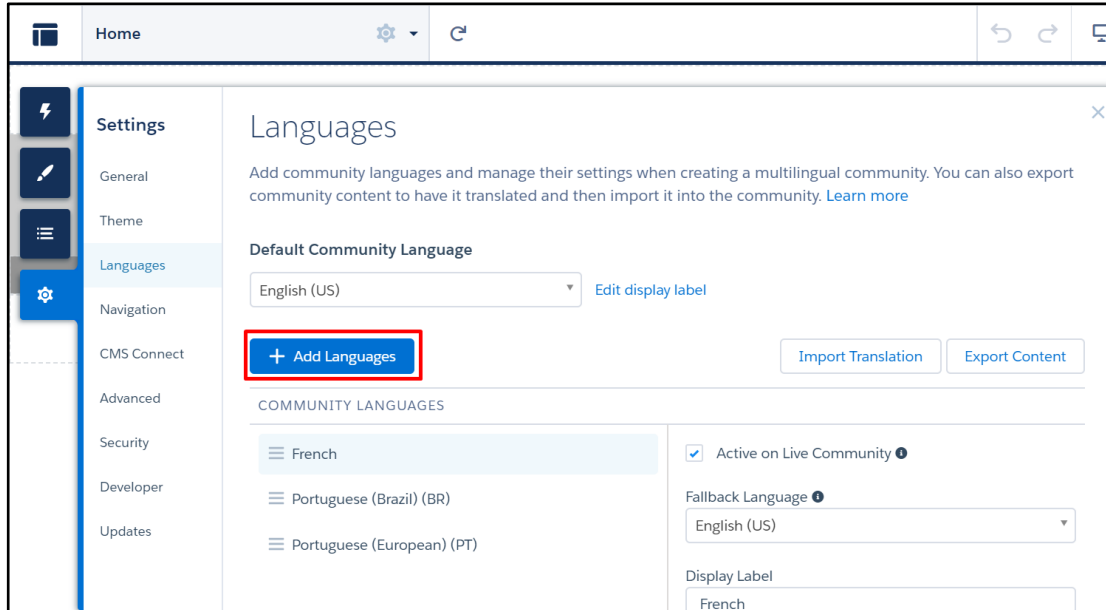 Home
Settings
General
Theme
Languages
Navigation
CMS Connect
Advanced
Security
Developer
Updates
Languages
Add community languages and manage their settings when creating a multilingual community. You can also export
community content to have it translated and then import it into the community. Learn more
Default Community Language
English (US)
Edit display label
+ Add Languages
Import Translation
Export Content
COMMUNITY LANGUAGES
French
Portuguese (Brazil) (BR)
Portuguese (European) (PT)
Active on Live Community
Fallback Language
English (US)
Display Label
French